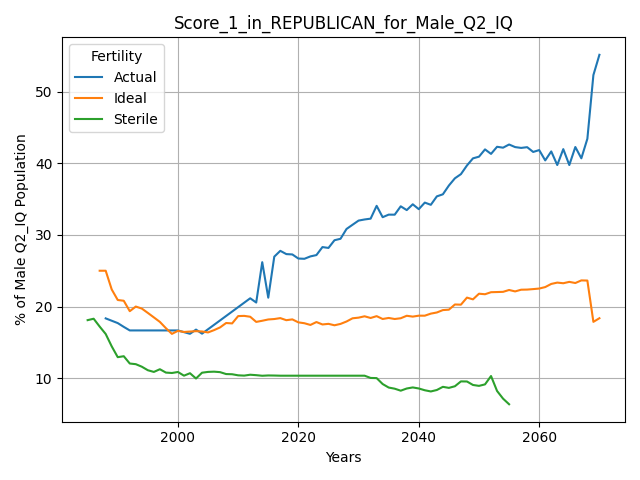 Score_1_in_REPUBLICAN_for_Male_Q2_IQ
Fertility
Actual
Ideal
Sterile
% of Male Q2_IQ Population
50
40
30
20
10
2000
2020
2040
2060
Years